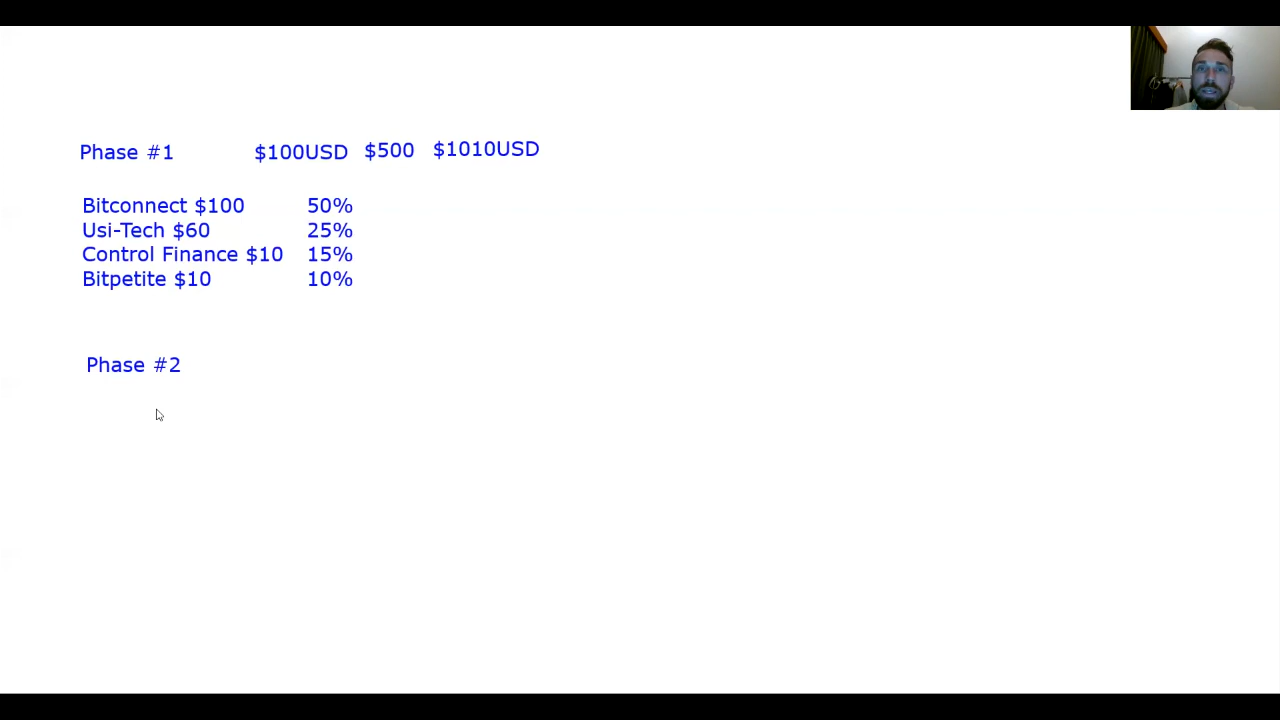 Phase #1 $100USD $500 $1010USD
Bitconnect $100 50%
Usi-Tech $60 25%
Control Finance $10 15%
Bitpetite $10 10%
Phase #2